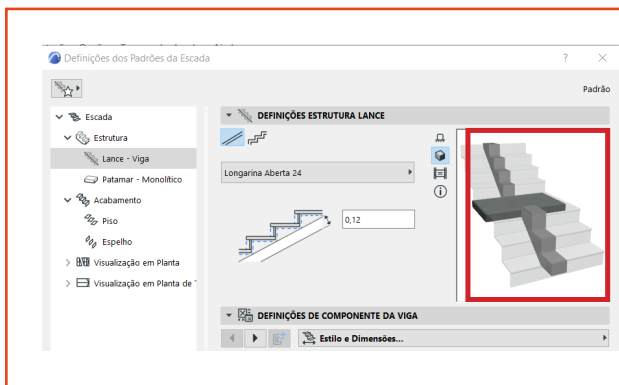 Definições dos Padrões da Escada
? ×
Padrão
Escada
Estrutura
Lance - Viga
Patamar - Monolítico
Acabamento
Piso
Espelho
Visualização em Planta
Visualização em Planta de
DEFINIÇÕES ESTRUTURA LANCE
Longarina Aberta 24
0,12
DEFINIÇÕES DE COMPONENTE DA VIGA
Estilo e Dimensões...